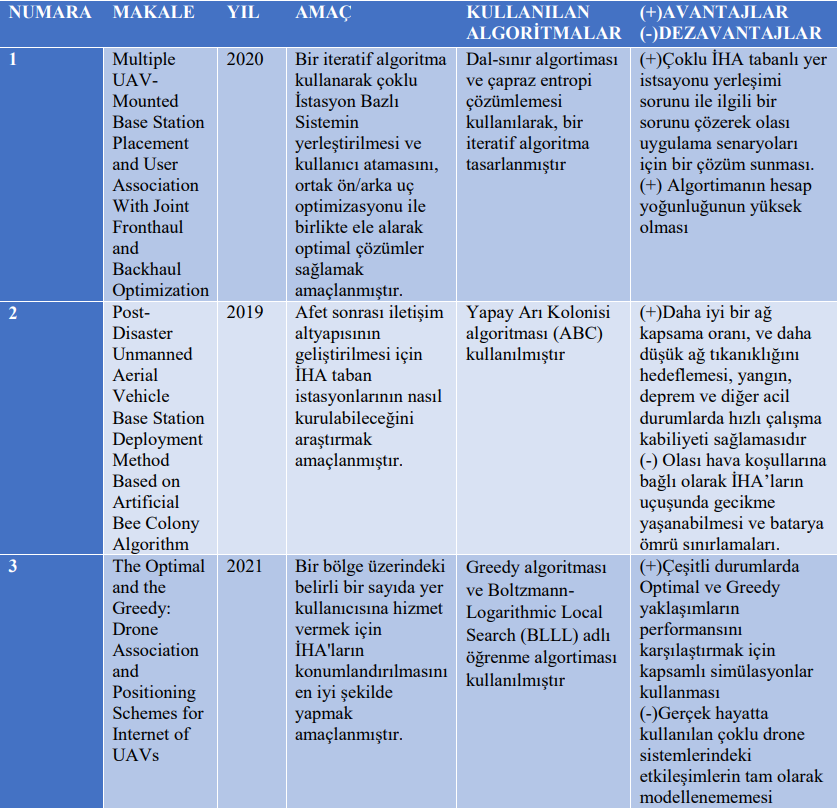 NUMARA MAKALE YIL AMAÇ KULLANILAN ALGORİTMALAR (+)AVANTAJLAR (-)DEZAVANTAJLAR
1
Multiple
UAV-
Mounted
Base Station
Placement
and User
Association
With Joint
Fronthaul
and
Backhaul
Optimization
2020
Bir iteratif algoritma
kullanarak çoklu
İstasyon Bazlı
Sistemin
yerleştirilmesi ve
kullanıcı atamasını,
ortak ön/arka uç
optimizasyonu ile
birlikte ele alarak
optimal çözümler
sağlamak
amaçlanmıştır.
Dal-sınır algortiması
ve çapraz entropi
çözümlemesi
kullanılarak, bir
iteratif algoritma
tasarlanmıştır
(+)Çoklu İHA tabanlı yer
istsayonu yerleşimi
sorunu ile ilgili bir
sorunu çözerek olası
uygulama senaryoları
için bir çözüm sunması.
(+) Algortimanın hesap
yoğunluğunun yüksek
olması
2
Post-
Disaster
Unmanned
Aerial
Vehicle
Base Station
Deployment
Method
Based on
Artificial
Bee Colony
Algorithm
2019
Afet sonrası iletişim
altyapısının
geliştirilmesi için
İHA taban
istasyonlarının nasıl
kurulabileceğini
araştırmak
amaçlanmıştır.
Yapay Arı Kolonisi
algoritması (ABC)
kullanılmıştır
(+)Daha iyi bir ağ
kapsama oranı, ve daha
düşük ağ tıkanıklığını
hedeflemesi, yangın,
deprem ve diğer acil
durumlarda hızlı çalışma
kabiliyeti sağlamasıdır
(-) Olası hava koşullarına
bağlı olarak İHA’ların
uçuşunda gecikme
yaşanabilmesi ve batarya
ömrü sınırlamaları.
3
The Optimal
and the
Greedy:
Drone
Association
and
Positioning
Schemes for
Internet of
UAVs
2021
Bir bölge üzerindeki
belirli bir sayıda yer
kullanıcısına hizmet
vermek için
İHA'ların
konumlandırılmasını
en iyi şekilde
yapmak
amaçlanmıştır.
Greedy algoritması
ve Boltzmann-
Logarithmic Local
Search (BLLL) adlı
öğrenme algortiması
kullanılmıştır
(+)Çeşitli durumlarda
Optimal ve Greedy
yaklaşımların
performansını
karşılaştırmak için
kapsamlı simülasyonlar
kullanması
(-)Gerçek hayatta
kullanılan çoklu drone
sistemlerindeki
etkileşimlerin tam olarak
modellenememesi